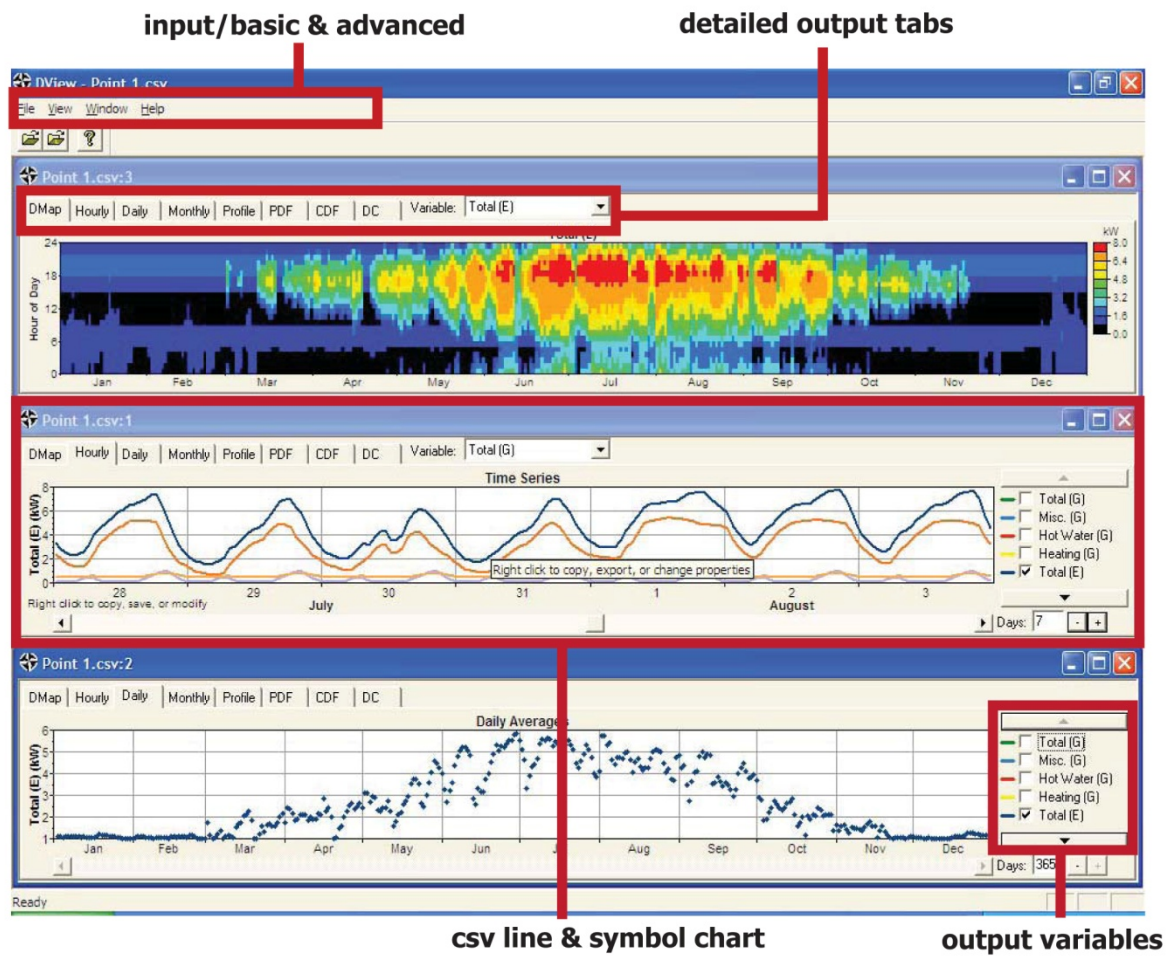 input/basic & advanced
detailed output tabs
DView - Point 1.csv
File View Window Help
Point 1.csv:3
DMap Hourly Daily Monthly Profile PDF CDF DC Variable: Total (E)
Total (E)
kW
24
18
12
6
0
Hour of Day
8.0
6.4
4.8
3.2
1.6
0.0
Jan Feb Mar Apr May Jun Jul Aug Sep Oct Nov Dec
Point 1.csv:1
DMap Hourly Daily Monthly Profile PDF CDF DC Variable: Total (G)
Time Series
Total (E) (kW)
8
6
4
2
0
Total (G)
Misc. (G)
Hot Water (G)
Heating (G)
Total (E)
Right click to copy, export, or change properties
28 29 30 31 1 2 3
Right click to copy, save, or modify
July August
Days: 7 - +
Point 1.csv:2
DMap Hourly Daily Monthly Profile PDF CDF DC
Daily Averages
Total (E) (kW)
6
5
4
3
2
1
Total (G)
Misc. (G)
Hot Water (G)
Heating (G)
Total (E)
Jan Feb Mar Apr May Jun Aug Sep Oct Nov Dec
Days: 365 - +
Ready
csv line & symbol chart
output variables